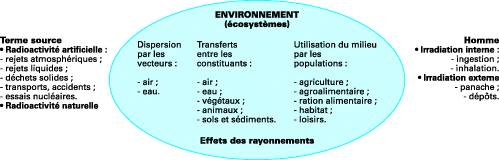 ENVIRONNEMENT
(écosystèmes)
Terme source
• Radioactivité artificielle :
- rejets atmosphériques ;
- rejets liquides ;
- déchets solides ;
- transports, accidents ;
- essais nucléaires.
• Radioactivité naturelle
Dispersion
par les
vecteurs :
- air ;
- eau.
Transferts
entre les
constituants :
- air ;
- eau ;
- végétaux ;
- animaux ;
- sols et sédiments.
Utilisation du milieu
par les
populations :
- agriculture ;
- agroalimentaire ;
- ration alimentaire ;
- habitat ;
- loisirs.
Homme
• Irradiation interne :
- ingestion ;
- inhalation.
• Irradiation externe
- panache ;
- dépôts.
Effets des rayonnements